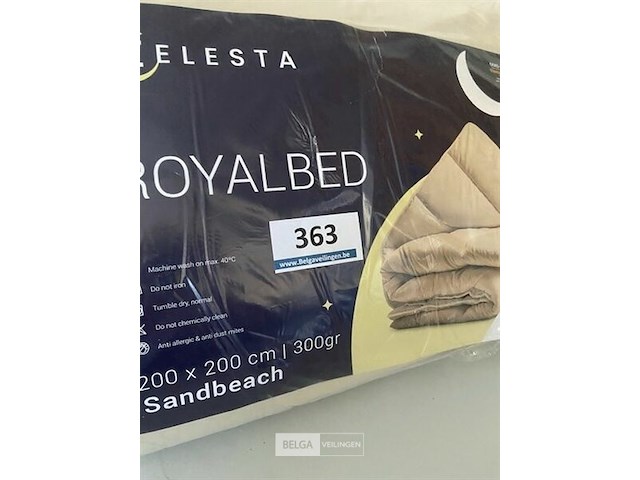 ELESTA
ROYALBED
363
www.Belgaveilingen.be
Machine wash on max. 40°C
Do not iron
Tumble dry, normal
Do not chemically clean
Anti allergic & anti dust mites
200 x 200 cm | 300gr
Sandbeach
BELGA VEILINGEN